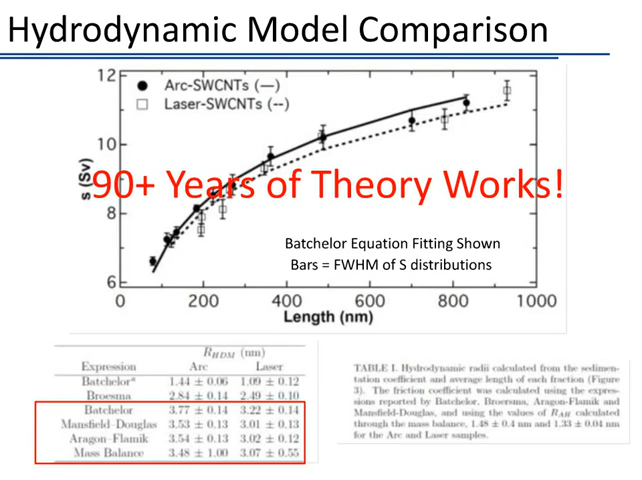 Hydrodynamic Model Comparison
12
10
8
6
s (Sv)
Arc-SWCNTs (—)
Laser-SWCNTs (--)
90+ Years of Theory Works!
Batchelor Equation Fitting Shown
Bars = FWHM of S distributions
0 200 400 600 800 1000
Length (nm)
R_HDM (nm)
Expression Arc Laser
Batchelor^a 1.44 ± 0.06 1.09 ± 0.12
Broesma 2.84 ± 0.14 2.49 ± 0.10
Batchelor 3.77 ± 0.14 3.22 ± 0.14
Mansfield–Douglas 3.53 ± 0.13 3.01 ± 0.13
Aragon–Flamik 3.54 ± 0.13 3.02 ± 0.12
Mass Balance 3.48 ± 1.00 3.07 ± 0.55
TABLE I. Hydrodynamic radii calculated from the sedimen-
tation coefficient and average length of each fraction (Figure
3). The friction coefficient was calculated using the expres-
sions reported by Batchelor, Broersma, Aragon-Flamik and
Mansfield-Douglas, and using the values of R_AH calculated
through the mass balance, 1.48 ± 0.4 nm and 1.33 ± 0.04 nm
for the Arc and Laser samples.